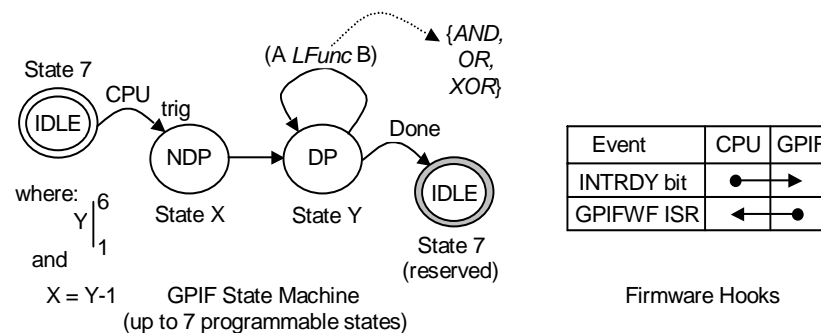 State 7
CPU
trig
IDLE
(A LFunc B)
{AND,
OR,
XOR}
NDP
DP
Done
IDLE
State X
State Y
State 7
(reserved)
where:
Y|
6
1
and
X = Y-1
GPIF State Machine
(up to 7 programmable states)
Event CPU GPIF
INTRDY bit
GPIFWF ISR
Firmware Hooks